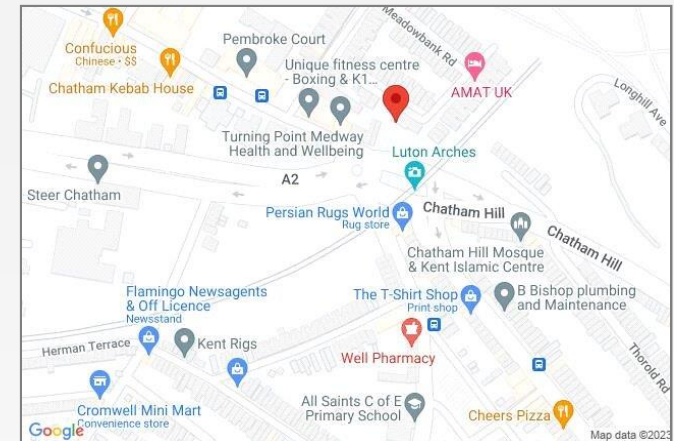 Meadowbank Rd
Confucious
Chinese • $$
Pembroke Court
Chatham Kebab House
Unique fitness centre
- Boxing & K1...
AMAT UK
Longhill Ave
Turning Point Medway
Health and Wellbeing
Luton Arches
Steer Chatham
A2
Persian Rugs World
Rug store
Chatham Hill
Chatham Hill
Chatham Hill Mosque
& Kent Islamic Centre
Flamingo Newsagents
& Off Licence
Newsstand
The T-Shirt Shop
Print shop
B Bishop plumbing
and Maintenance
Herman Terrace
Kent Rigs
Well Pharmacy
Thorold Rd
Cromwell Mini Mart
Convenience store
All Saints C of E
Primary School
Cheers Pizza
Google
Map data ©2023